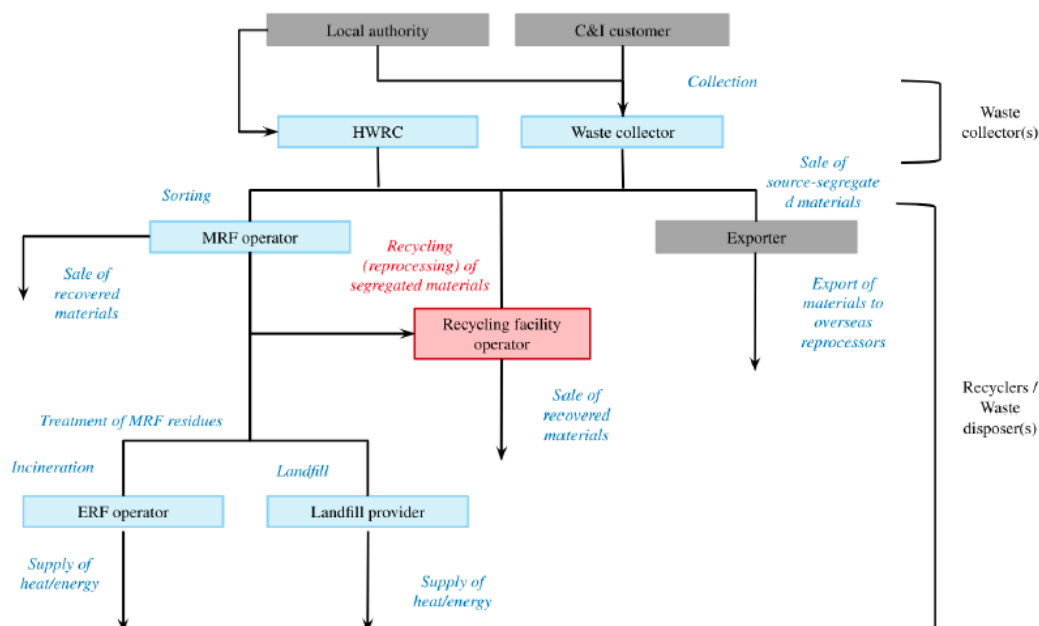 Local authority
C&I customer
Collection
Waste
collector(s)
HWRC
Waste collector
Sale of
source-segregate
d materials
Sorting
MRF operator
Exporter
Recycling
(reprocessing) of
segregated materials
Sale of
recovered
materials
Export of
materials to
overseas
reprocessors
Recycling facility
operator
Recyclers /
Waste
disposer(s)
Sale of
recovered
materials
Treatment of MRF residues
Incineration
Landfill
ERF operator
Landfill provider
Supply of
heat/energy
Supply of
heat/energy